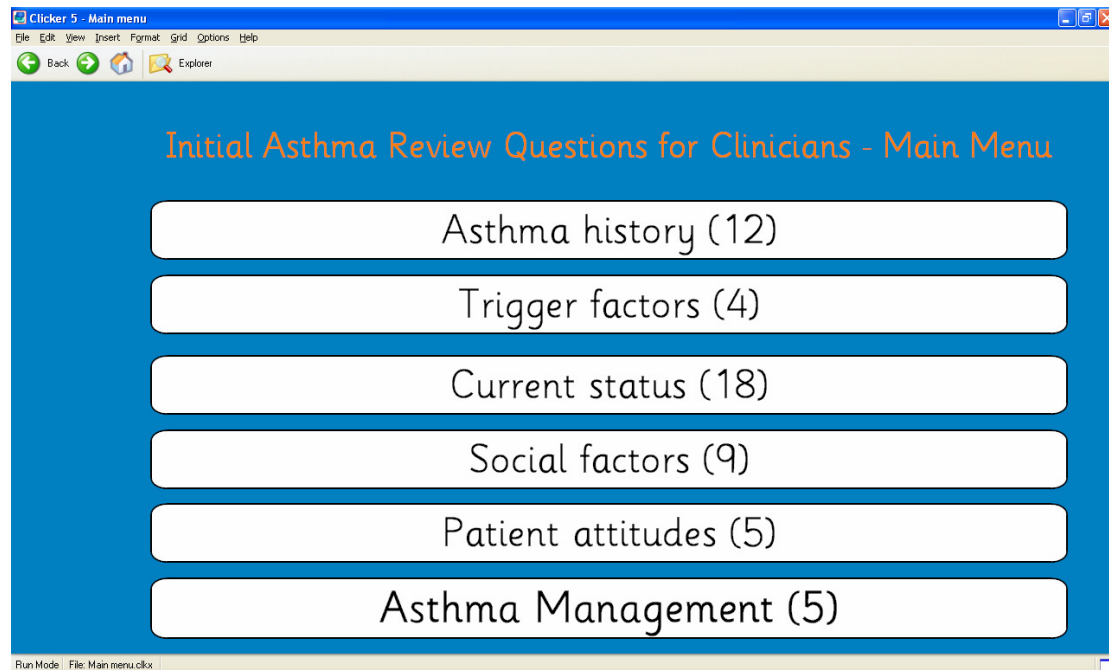 Clicker 5 - Main menu
File Edit View Insert Format Grid Options Help
Back Explorer
Initial Asthma Review Questions for Clinicians - Main Menu
Asthma history (12)
Trigger factors (4)
Current status (18)
Social factors (9)
Patient attitudes (5)
Asthma Management (5)
Run Mode File: Main menu.clkx